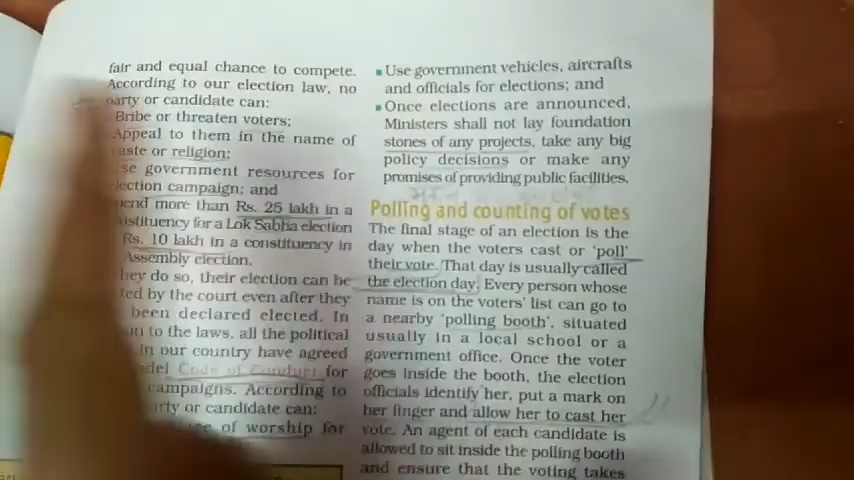 fair and equal chance to compete.
According to our election law, no
party or candidate can:
Bribe or threaten voters;
Appeal to them in the name of
caste or religion;
use government resources for
election campaign; and
spend more than Rs. 25 lakh in a
constituency for a Lok Sabha election
Rs. 10 lakh in a constituency in
Assembly election.
they do so, their election can be
by the court even after they
been declared elected. In
to the laws, all the political
in our country have agreed
Code of Conduct for
campaigns. According to
party or candidate can:
of worship for
▪ Use government vehicles, aircrafts
and officials for elections; and
▪ Once elections are announced,
Ministers shall not lay foundation
stones of any projects, take any big
policy decisions or make any
promises of providing public facilities.
Polling and counting of votes
The final stage of an election is the
day when the voters cast or ‘poll’
their vote. That day is usually called
the election day. Every person whose
name is on the voters’ list can go to
a nearby ‘polling booth’, situated
usually in a local school or a
government office. Once the voter
goes inside the booth, the election
officials identify her, put a mark on
her finger and allow her to cast her
vote. An agent of each candidate is
allowed to sit inside the polling booth
and ensure that the voting takes